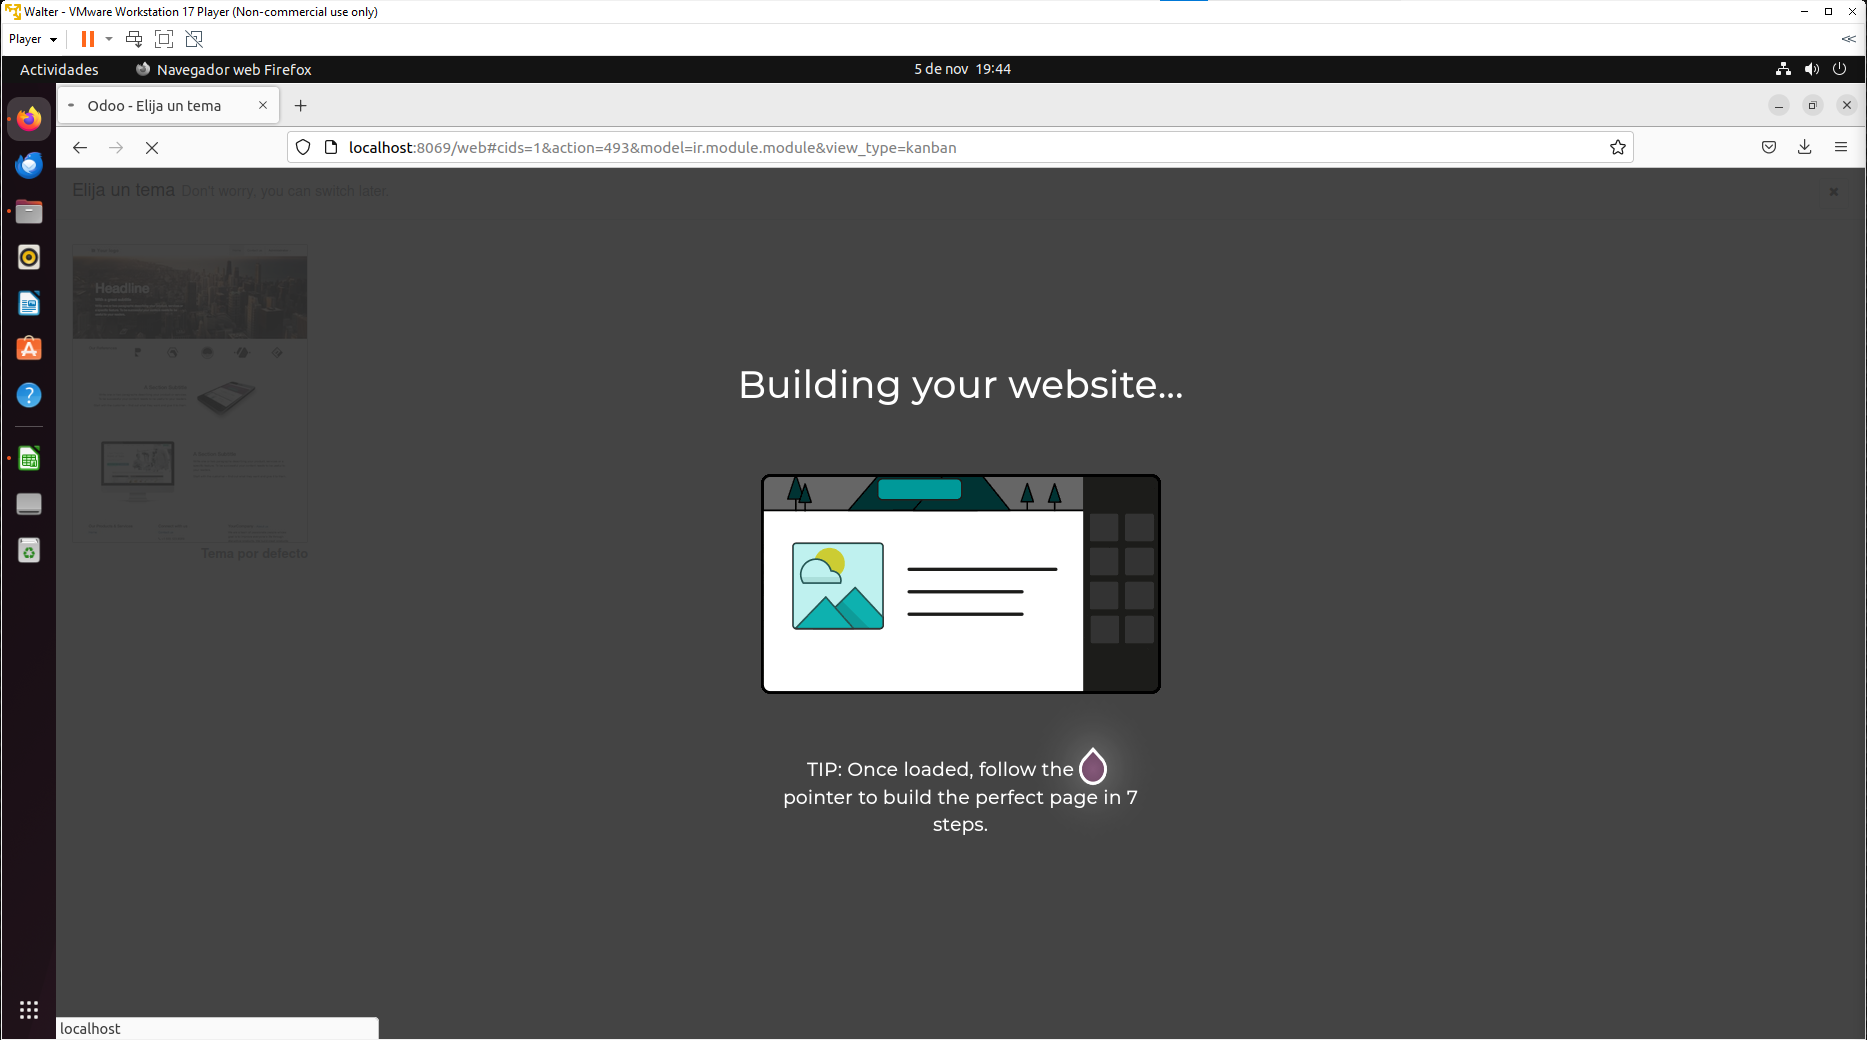 Walter - VMware Workstation 17 Player (Non-commercial use only)
Player
Actividades
Navegador web Firefox
5 de nov 19:44
Odoo - Elija un tema
localhost:8069/web#cids=1&action=493&model=ir.module.module&view_type=kanban
Elija un tema Don't worry, you can switch later.
Headline
Tema por defecto
Building your website...
TIP: Once loaded, follow the
pointer to build the perfect page in 7
steps.
localhost